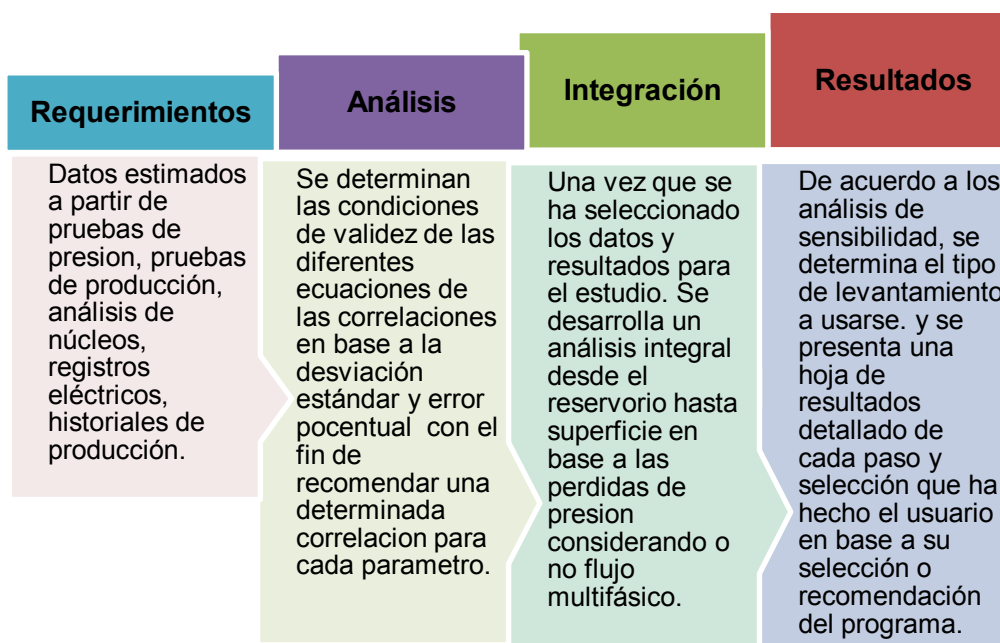 Requerimientos
Datos estimados
a partir de
pruebas de
presion, pruebas
de producción,
análisis de
núcleos,
registros
eléctricos,
historiales de
producción.
Análisis
Se determinan
las condiciones
de validez de las
diferentes
ecuaciones de
las correlaciones
en base a la
desviación
estándar y error
pocentual con el
fin de
recomendar una
determinada
correlacion para
cada parametro.
Integración
Una vez que se
ha seleccionado
los datos y
resultados para
el estudio. Se
desarrolla un
análisis integral
desde el
reservorio hasta
superficie en
base a las
perdidas de
presion
considerando o
no flujo
multifásico.
Resultados
De acuerdo a los
análisis de
sensibilidad, se
determina el tipo
de levantamiento
a usarse. y se
presenta una
hoja de
resultados
detallado de
cada paso y
selección que ha
hecho el usuario
en base a su
selección o
recomendación
del programa.